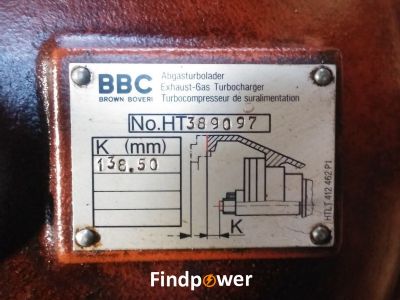 BBC
BROWN BOVERI
Abgasturbolader
Exhaust-Gas Turbocharger
Turbocompresseur de suralimentation
No.HT389097
K (mm)
138.50
K
HTLT 412 462 P1
Findpower